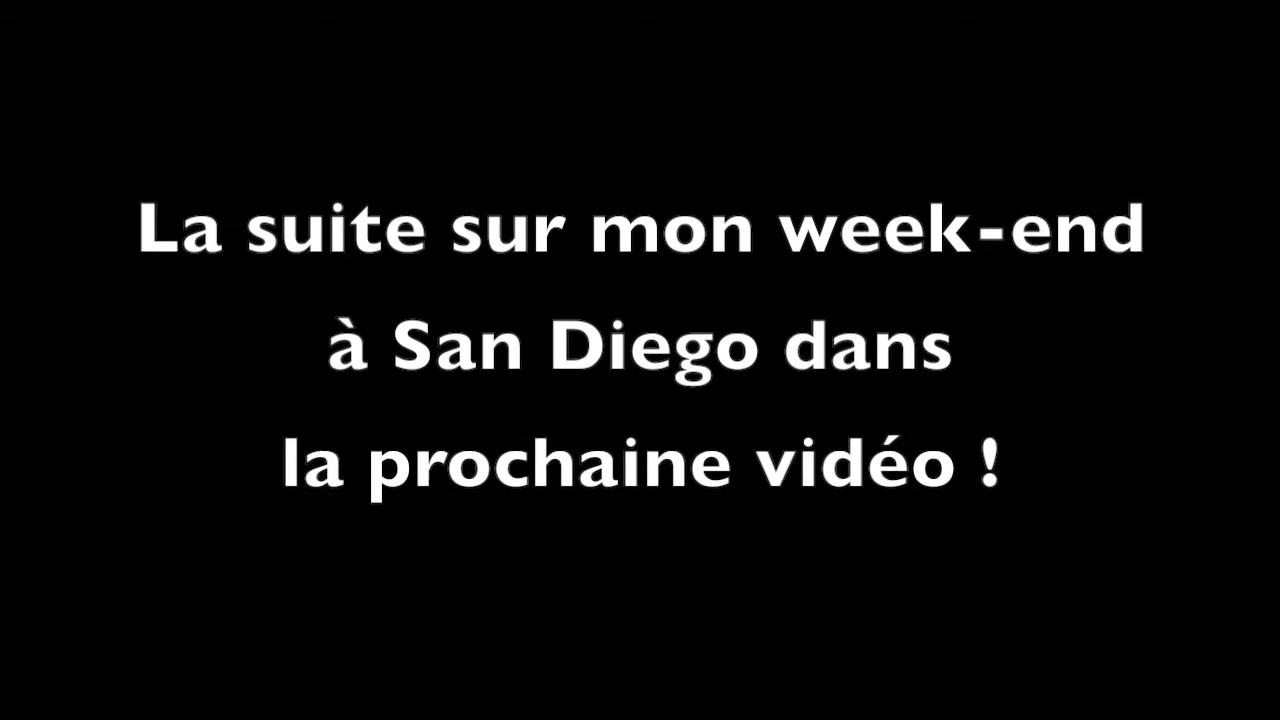 La suite sur mon week-end
à San Diego dans
la prochaine vidéo !